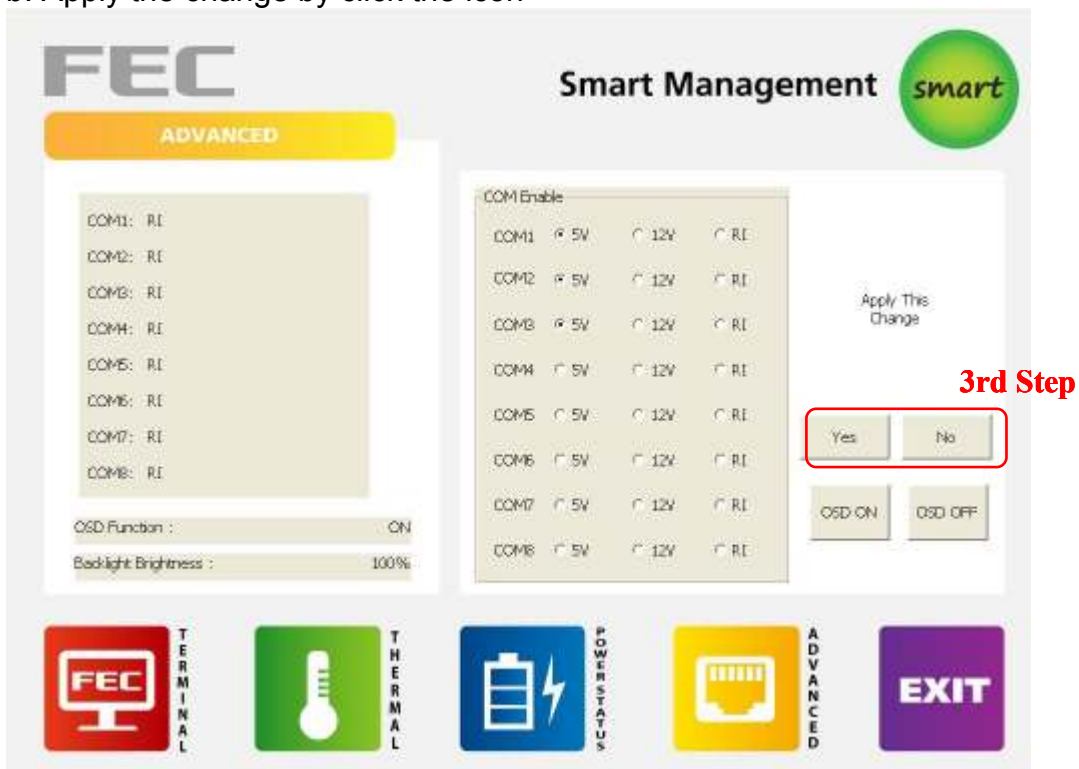 FEC
Smart Management
smart
ADVANCED
COM1: RI
COM2: RI
COM3: RI
COM4: RI
COM5: RI
COM6: RI
COM7: RI
COM8: RI
OSD Function : ON
Backlight Brightness : 100%
COM Enable
COM1 5V 12V RI
COM2 5V 12V RI
COM3 5V 12V RI
COM4 5V 12V RI
COM5 5V 12V RI
COM6 5V 12V RI
COM7 5V 12V RI
COM8 5V 12V RI
Apply This
Change
3rd Step
Yes No
OSD ON OSD OFF
FEC
TERMINAL
THERMAL
POWER STATUS
ADVANCED
EXIT